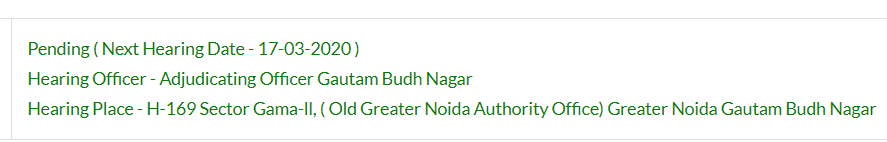 Pending ( Next Hearing Date - 17-03-2020 )
Hearing Officer - Adjudicating Officer Gautam Budh Nagar
Hearing Place - H-169 Sector Gama-II, ( Old Greater Noida Authority Office) Greater Noida Gautam Budh Nagar